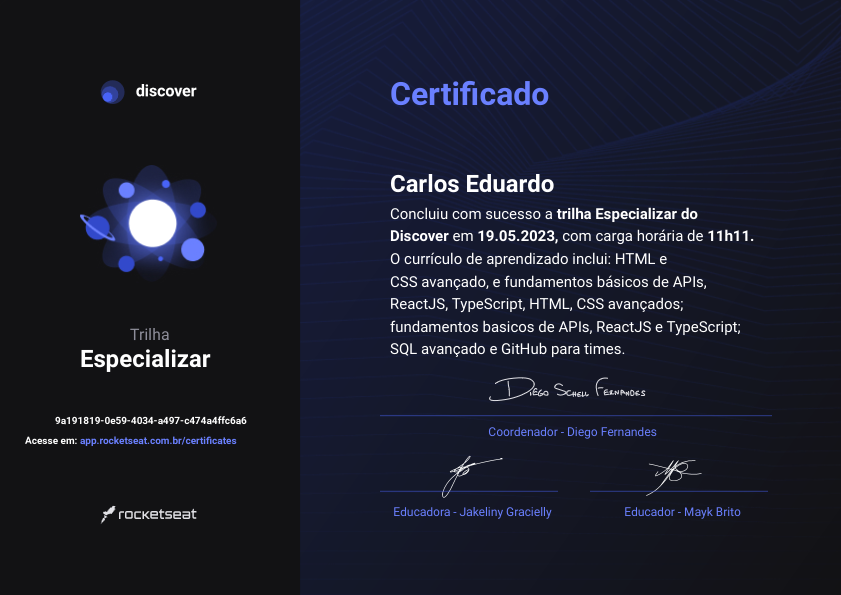 discover
Trilha
Especializar
9a191819-0e59-4034-a497-c474a4ffc6a6
Acesse em: app.rocketseat.com.br/certificates
rocketseat
Certificado
Carlos Eduardo
Concluiu com sucesso a trilha Especializar do
Discover em 19.05.2023, com carga horária de 11h11.
O currículo de aprendizado inclui: HTML e
CSS avançado, e fundamentos básicos de APIs,
ReactJS, TypeScript, HTML, CSS avançados;
fundamentos basicos de APIs, ReactJS e TypeScript;
SQL avançado e GitHub para times.
Diego Schell Fernandes
Coordenador - Diego Fernandes
Educadora - Jakeliny Gracielly
Educador - Mayk Brito